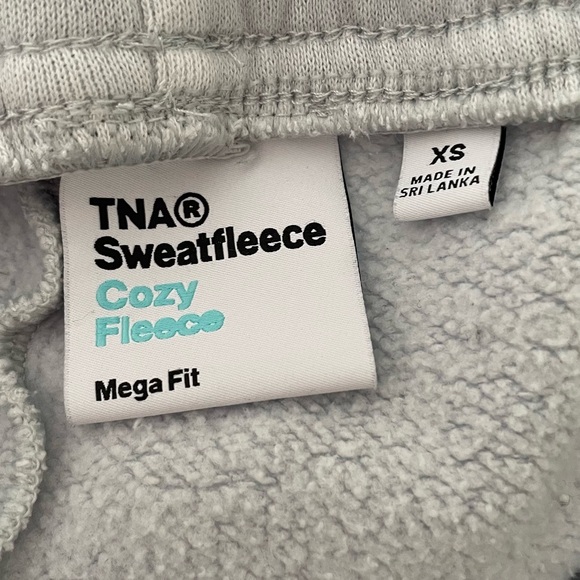 TNA®
Sweatfleece
Cozy
Fleece
Mega Fit
XS
MADE IN
SRI LANKA